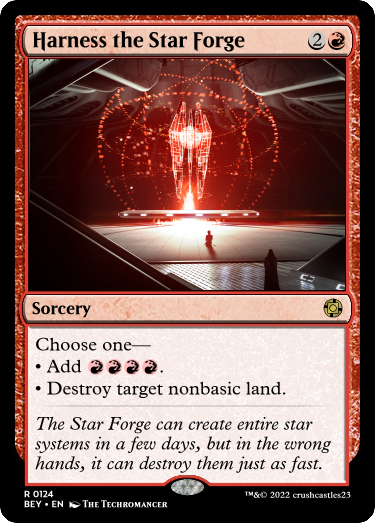 Harness the Star Forge 2
Sorcery
Choose one—
• Add .
• Destroy target nonbasic land.
The Star Forge can create entire star
systems in a few days, but in the wrong
hands, it can destroy them just as fast.
R 0124
BEY • EN THE TECHROMANCER
™&© 2022 crushcastles23